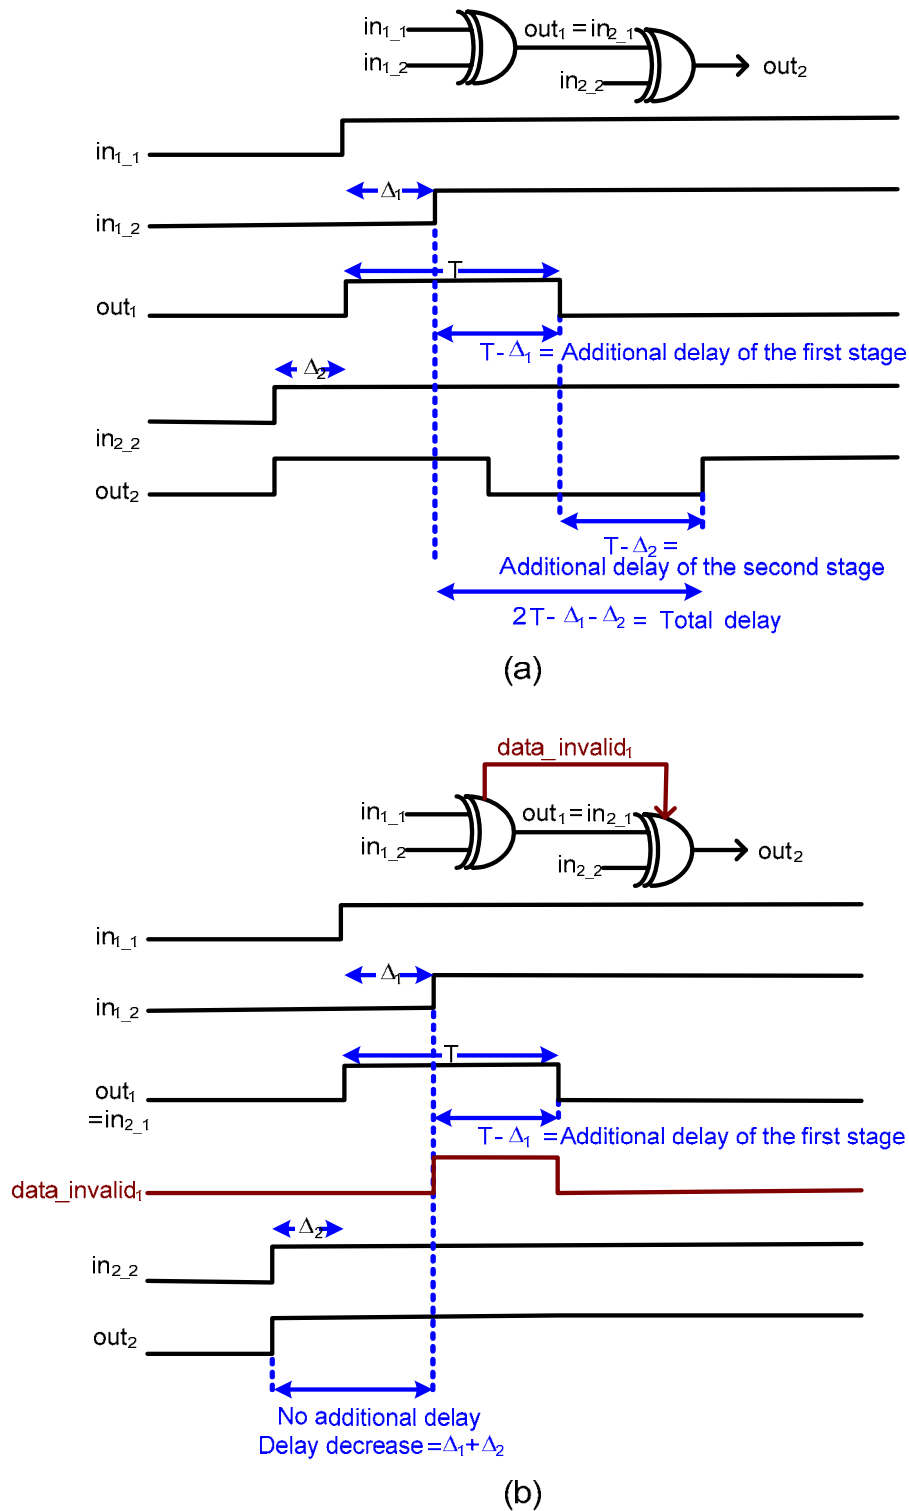 in1_1
out1 = in2_1
in1_2
in2_2
out2
in1_1
Δ1
in1_2
T
out1
T-Δ1 = Additional delay of the first stage
Δ2
in2_2
out2
T-Δ2 =
Additional delay of the second stage
2T-Δ1-Δ2 = Total delay
(a)
data_invalid1
in1_1
out1=in2_1
in1_2
in2_2
out2
in1_1
Δ1
in1_2
T
out1
=in2_1
T-Δ1 =Additional delay of the first stage
data_invalid1
Δ2
in2_2
out2
No additional delay
Delay decrease=Δ1+Δ2
(b)